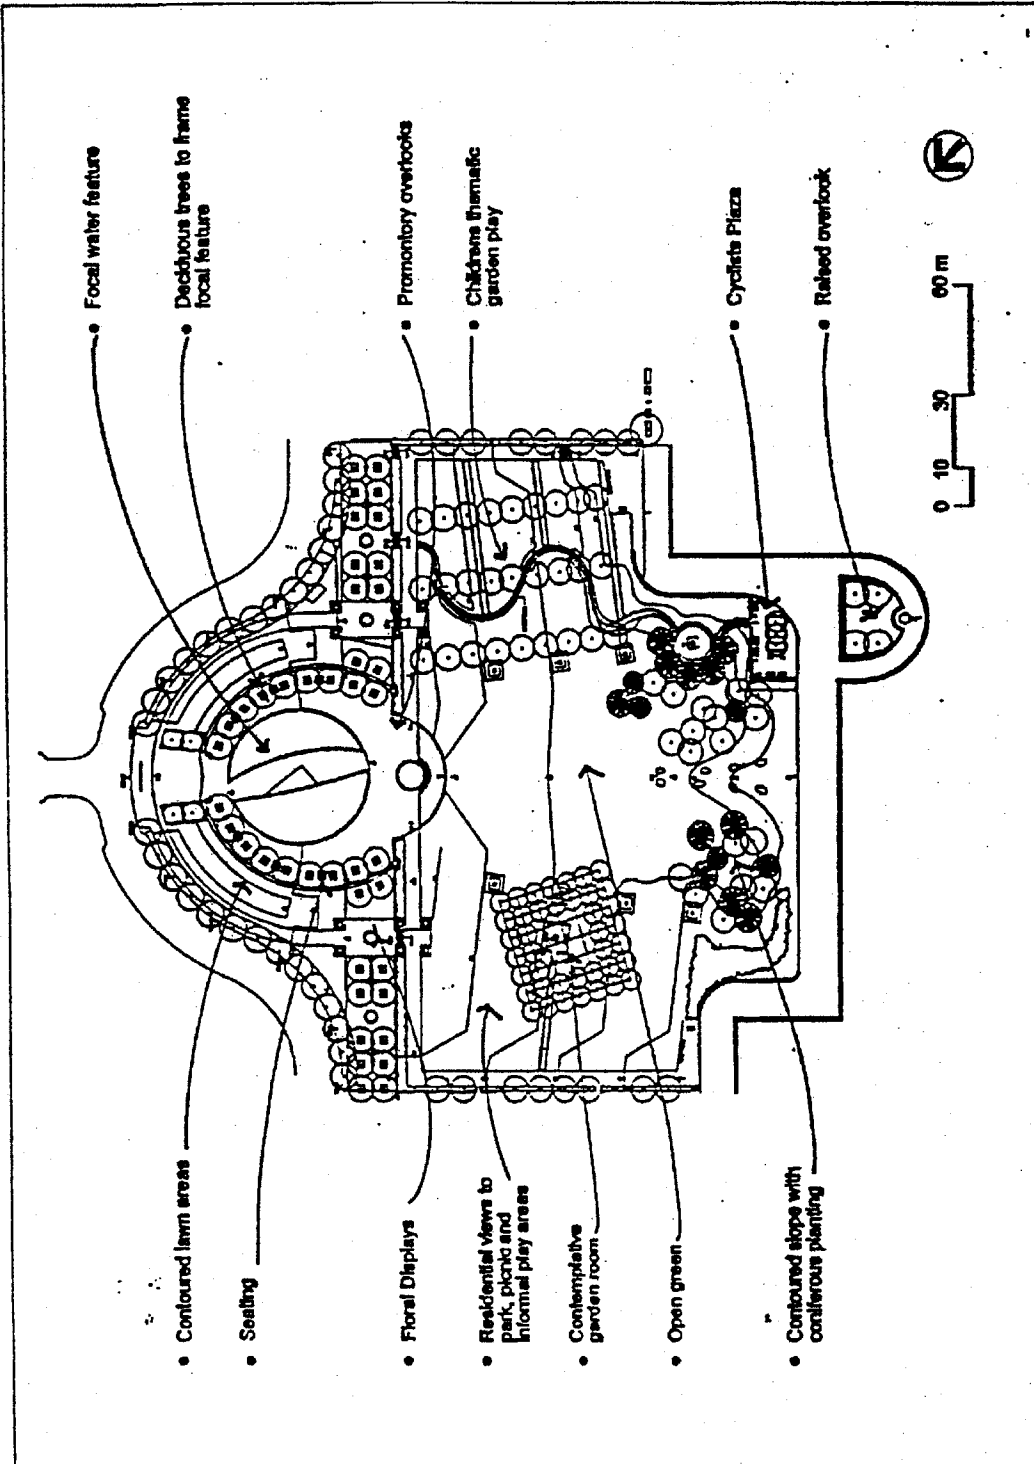 Focal water feature
Deciduous trees to frame
focal feature
Promontory overlooks
Childrens thematic
garden play
Cyclists Plaza
Raised overlook
0 10 30 60 m
Contoured lawn areas
Seating
Floral Displays
Residential views to
park, picnic and
informal play areas
Contemplative
garden room
Open green
Contoured slope with
coniferous planting